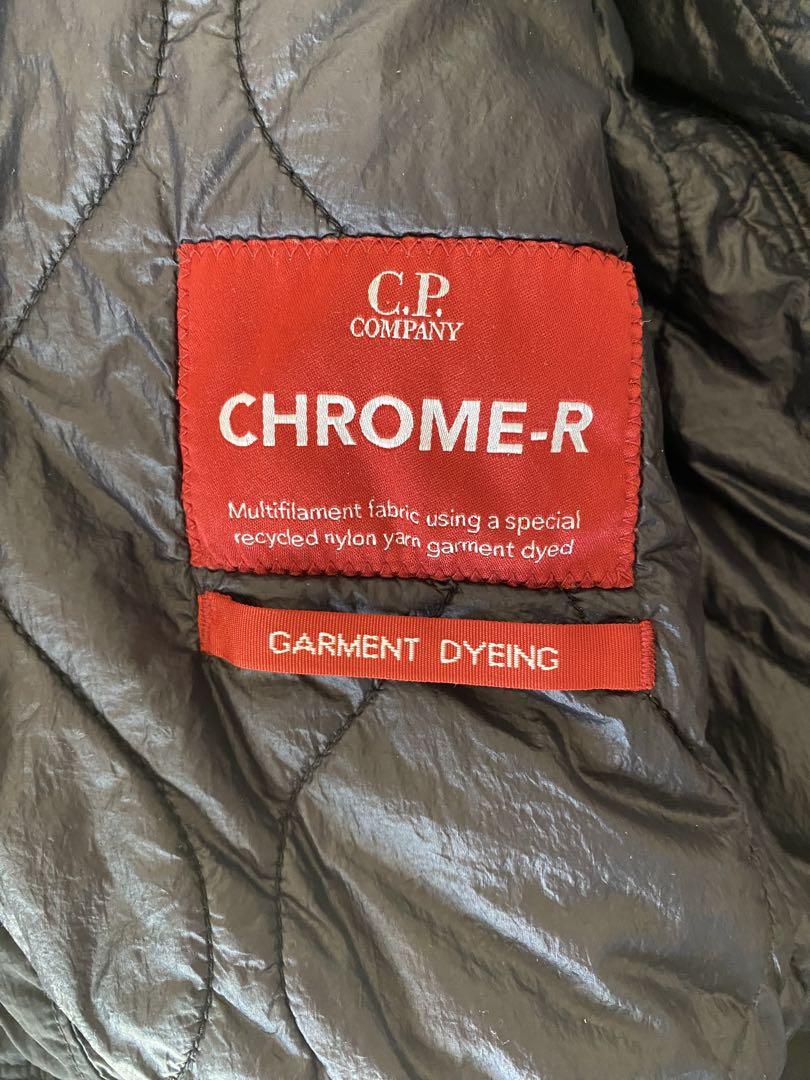 C.P.
COMPANY
CHROME-R
Multifilament fabric using a special
recycled nylon yarn garment dyed
GARMENT DYEING